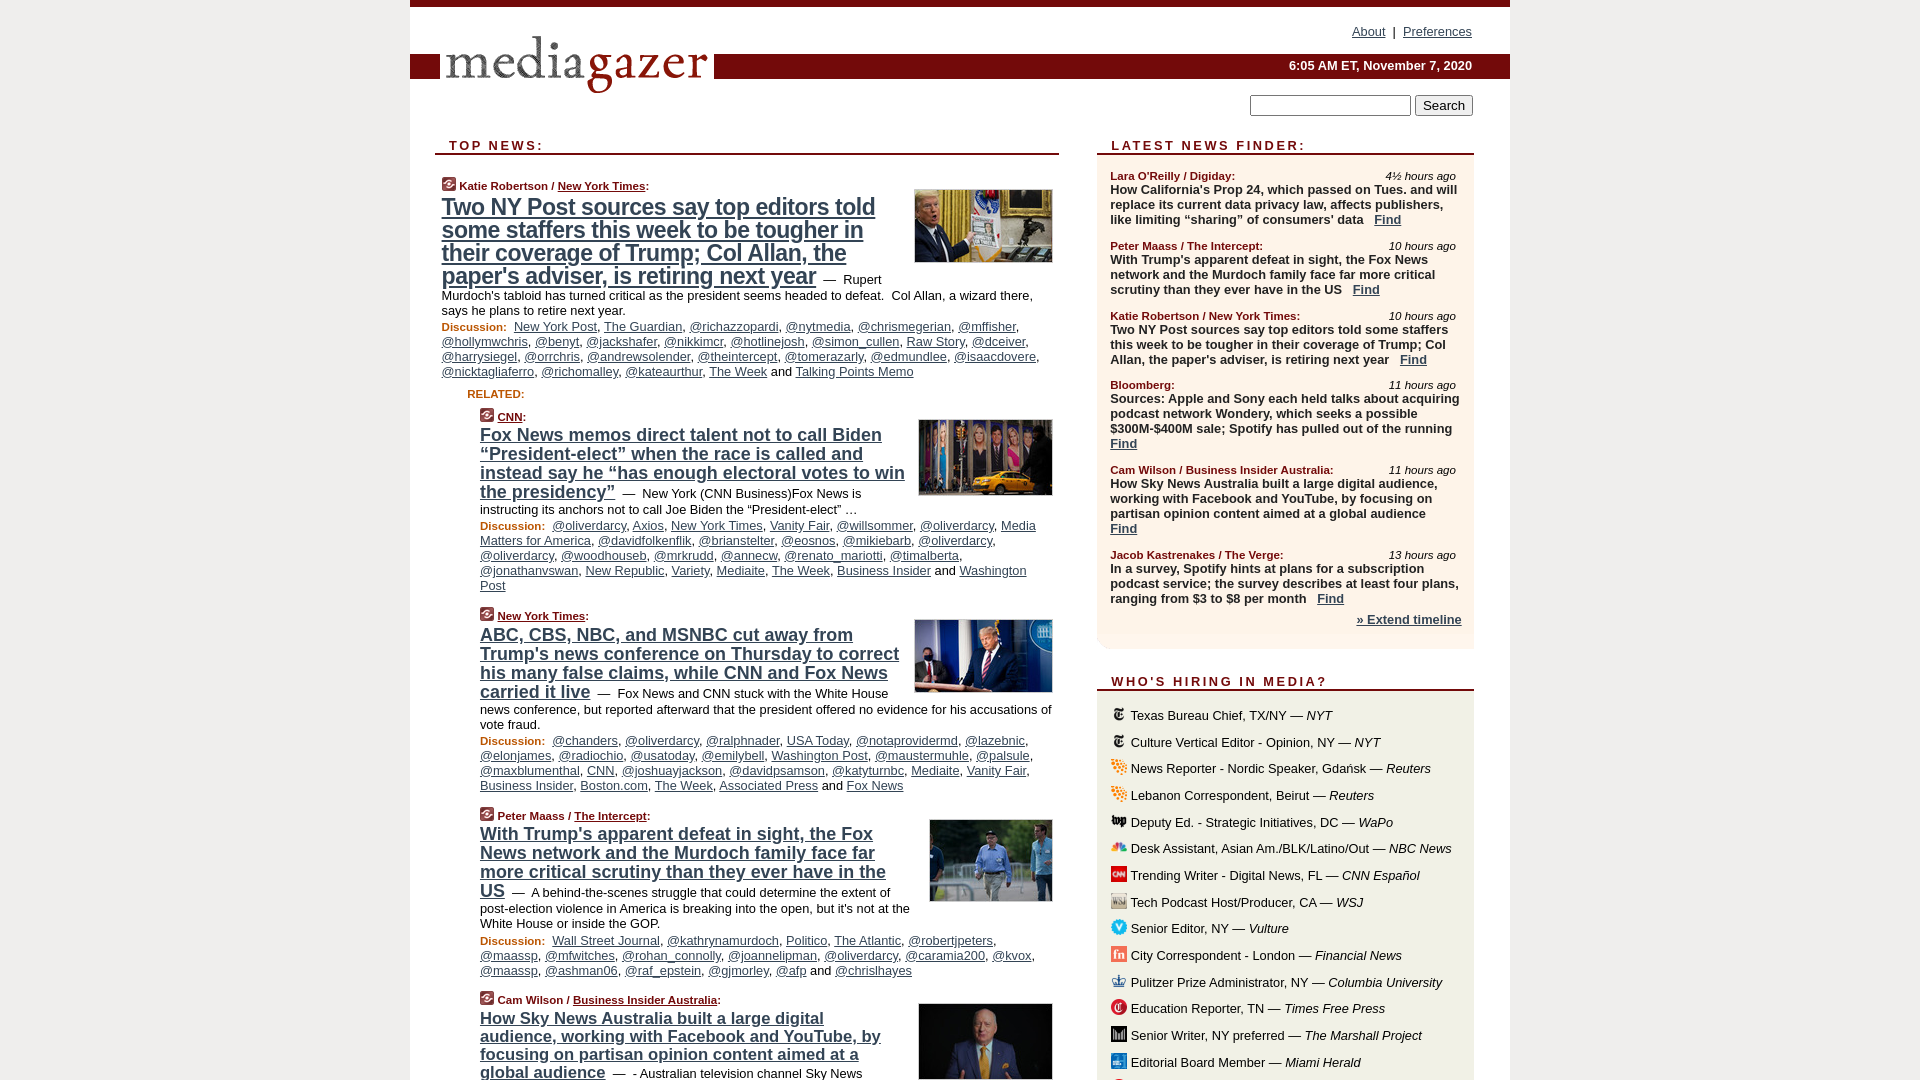 About | Preferences
mediagazer
6:05 AM ET, November 7, 2020
Search
TOP NEWS:
Katie Robertson / New York Times:
Two NY Post sources say top editors told
some staffers this week to be tougher in
their coverage of Trump; Col Allan, the
paper's adviser, is retiring next year — Rupert
Murdoch's tabloid has turned critical as the president seems headed to defeat. Col Allan, a wizard there,
says he plans to retire next year.
Discussion: New York Post, The Guardian, @richazzopardi, @nytmedia, @chrismegerian, @mffisher,
@hollymwchris, @benyt, @jackshafer, @nikkimcr, @hotlinejosh, @simon_cullen, Raw Story, @dceiver,
@harrysiegel, @orrchris, @andrewsolender, @theintercept, @tomerazarly, @edmundlee, @isaacdovere,
@nicktagliaferro, @richomalley, @kateaurthur, The Week and Talking Points Memo
RELATED:
CNN:
Fox News memos direct talent not to call Biden
“President-elect” when the race is called and
instead say he “has enough electoral votes to win
the presidency” — New York (CNN Business)Fox News is
instructing its anchors not to call Joe Biden the “President-elect” …
Discussion: @oliverdarcy, Axios, New York Times, Vanity Fair, @willsommer, @oliverdarcy, Media
Matters for America, @davidfolkenflik, @brianstelter, @eosnos, @mikiebarb, @oliverdarcy,
@oliverdarcy, @woodhouseb, @mrkrudd, @annecw, @renato_mariotti, @timalberta,
@jonathanvswan, New Republic, Variety, Mediaite, The Week, Business Insider and Washington
Post
New York Times:
ABC, CBS, NBC, and MSNBC cut away from
Trump's news conference on Thursday to correct
his many false claims, while CNN and Fox News
carried it live — Fox News and CNN stuck with the White House
news conference, but reported afterward that the president offered no evidence for his accusations of
vote fraud.
Discussion: @chanders, @oliverdarcy, @ralphnader, USA Today, @notaprovidermd, @lazebnic,
@elonjames, @radiochio, @usatoday, @emilybell, Washington Post, @maustermuhle, @palsule,
@maxblumenthal, CNN, @joshuayjackson, @davidpsamson, @katyturnbc, Mediaite, Vanity Fair,
Business Insider, Boston.com, The Week, Associated Press and Fox News
Peter Maass / The Intercept:
With Trump's apparent defeat in sight, the Fox
News network and the Murdoch family face far
more critical scrutiny than they ever have in the
US — A behind-the-scenes struggle that could determine the extent of
post-election violence in America is breaking into the open, but it's not at the
White House or inside the GOP.
Discussion: Wall Street Journal, @kathrynamurdoch, Politico, The Atlantic, @robertjpeters,
@maassp, @mfwitches, @rohan_connolly, @joannelipman, @oliverdarcy, @caramia200, @kvox,
@maassp, @ashman06, @raf_epstein, @gjmorley, @afp and @chrislhayes
Cam Wilson / Business Insider Australia:
How Sky News Australia built a large digital
audience, working with Facebook and YouTube, by
focusing on partisan opinion content aimed at a
global audience — - Australian television channel Sky News
LATEST NEWS FINDER:
Lara O'Reilly / Digiday: 4½ hours ago
How California's Prop 24, which passed on Tues. and will
replace its current data privacy law, affects publishers,
like limiting “sharing” of consumers' data Find
Peter Maass / The Intercept: 10 hours ago
With Trump's apparent defeat in sight, the Fox News
network and the Murdoch family face far more critical
scrutiny than they ever have in the US Find
Katie Robertson / New York Times: 10 hours ago
Two NY Post sources say top editors told some staffers
this week to be tougher in their coverage of Trump; Col
Allan, the paper's adviser, is retiring next year Find
Bloomberg: 11 hours ago
Sources: Apple and Sony each held talks about acquiring
podcast network Wondery, which seeks a possible
$300M-$400M sale; Spotify has pulled out of the running
Find
Cam Wilson / Business Insider Australia: 11 hours ago
How Sky News Australia built a large digital audience,
working with Facebook and YouTube, by focusing on
partisan opinion content aimed at a global audience
Find
Jacob Kastrenakes / The Verge: 13 hours ago
In a survey, Spotify hints at plans for a subscription
podcast service; the survey describes at least four plans,
ranging from $3 to $8 per month Find
» Extend timeline
WHO'S HIRING IN MEDIA?
Texas Bureau Chief, TX/NY — NYT
Culture Vertical Editor - Opinion, NY — NYT
News Reporter - Nordic Speaker, Gdańsk — Reuters
Lebanon Correspondent, Beirut — Reuters
Deputy Ed. - Strategic Initiatives, DC — WaPo
Desk Assistant, Asian Am./BLK/Latino/Out — NBC News
Trending Writer - Digital News, FL — CNN Español
Tech Podcast Host/Producer, CA — WSJ
Senior Editor, NY — Vulture
City Correspondent - London — Financial News
Pulitzer Prize Administrator, NY — Columbia University
Education Reporter, TN — Times Free Press
Senior Writer, NY preferred — The Marshall Project
Editorial Board Member — Miami Herald